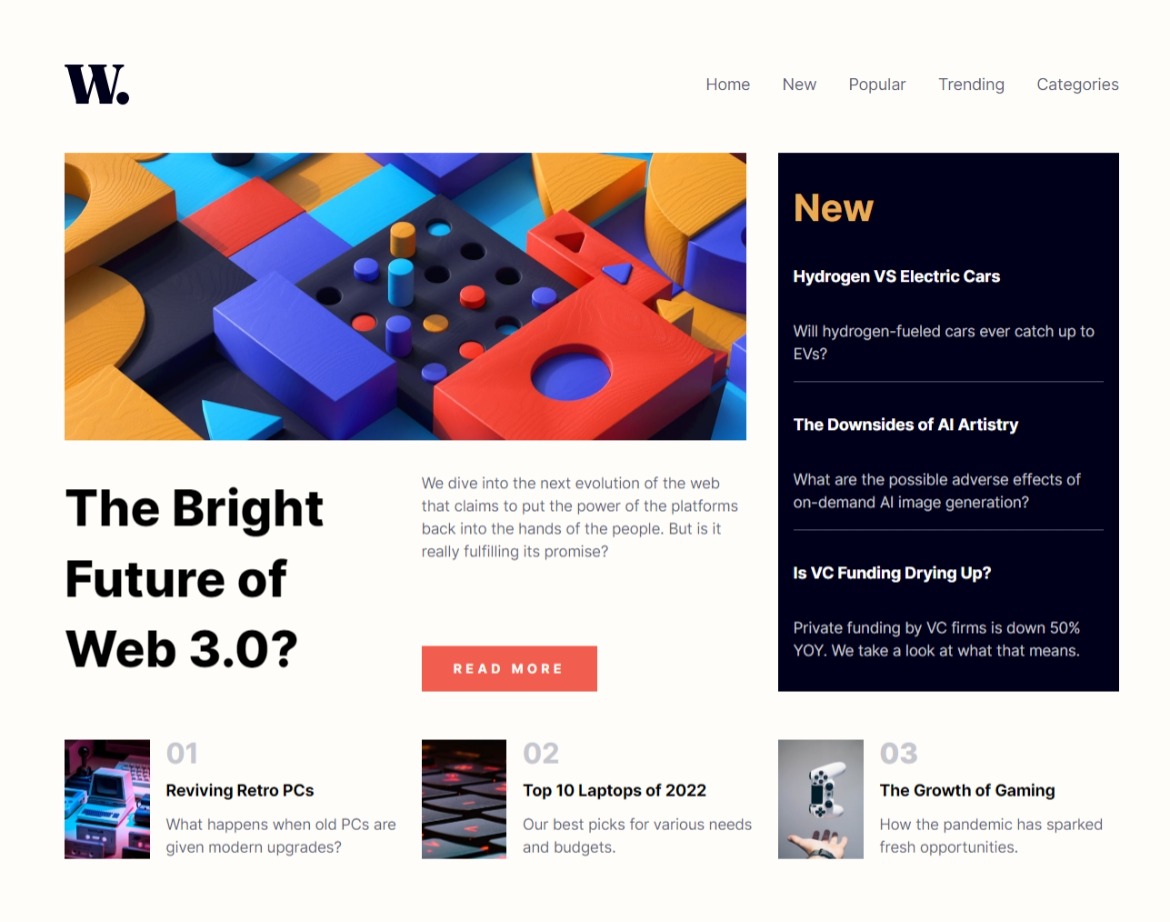 W.
Home New Popular Trending Categories
The Bright
Future of
Web 3.0?
We dive into the next evolution of the web
that claims to put the power of the platforms
back into the hands of the people. But is it
really fulfilling its promise?
READ MORE
New
Hydrogen VS Electric Cars
Will hydrogen-fueled cars ever catch up to
EVs?
The Downsides of AI Artistry
What are the possible adverse effects of
on-demand AI image generation?
Is VC Funding Drying Up?
Private funding by VC firms is down 50%
YOY. We take a look at what that means.
01
Reviving Retro PCs
What happens when old PCs are
given modern upgrades?
02
Top 10 Laptops of 2022
Our best picks for various needs
and budgets.
03
The Growth of Gaming
How the pandemic has sparked
fresh opportunities.